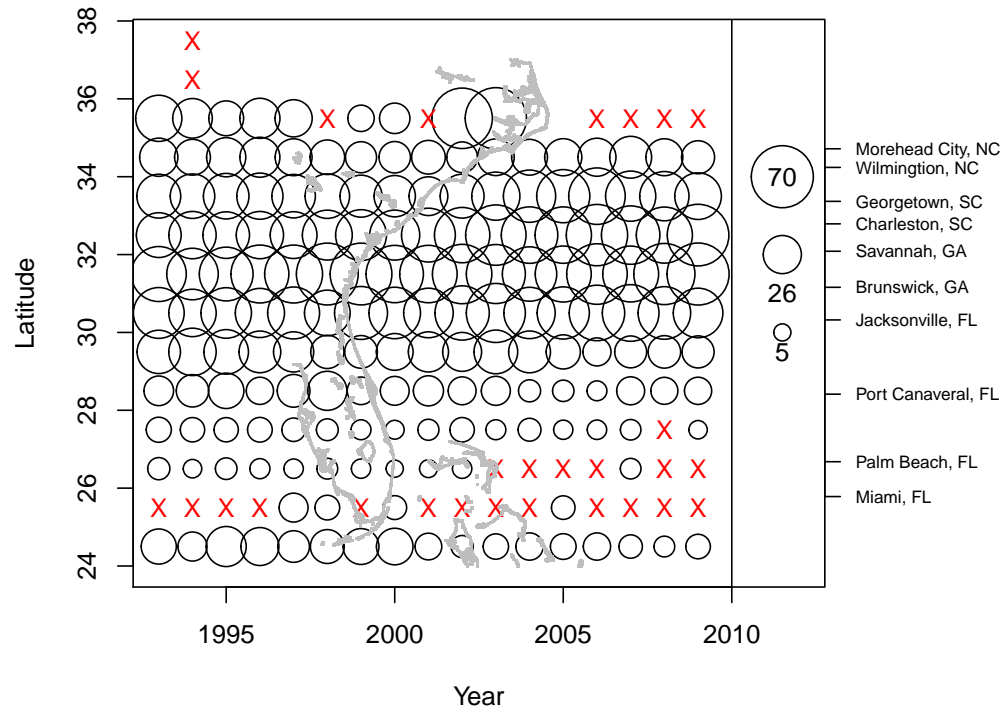 38
36
34
32
30
28
26
24
Latitude
1995 2000 2005 2010
Year
X
X
X X X X X X
X
X X X X X X
X X X X X X X X X X X X X
70
26
5
Morehead City, NC
Wilmington, NC
Georgetown, SC
Charleston, SC
Savannah, GA
Brunswick, GA
Jacksonville, FL
Port Canaveral, FL
Palm Beach, FL
Miami, FL